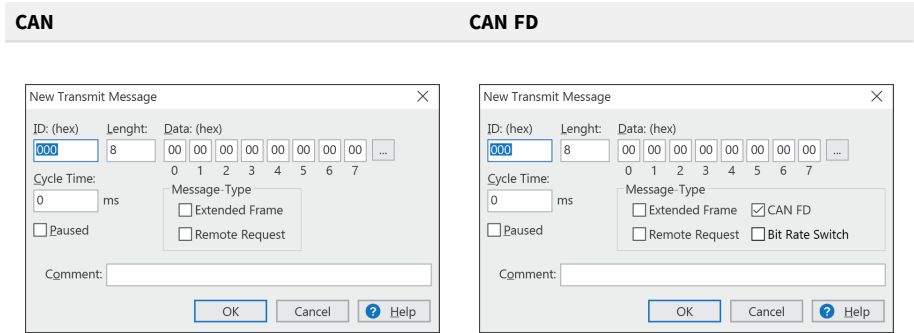 CAN CAN FD
New Transmit Message
ID: (hex) Lenght: Data: (hex)
000 8 00 00 00 00 00 00 00 00 ...
0 1 2 3 4 5 6 7
Cycle Time:
0 ms
Message-Type
Extended Frame
Paused
Remote Request
Comment:
OK Cancel Help
New Transmit Message
ID: (hex) Lenght: Data: (hex)
000 8 00 00 00 00 00 00 00 00 ...
0 1 2 3 4 5 6 7
Cycle Time:
0 ms
Message-Type
Extended Frame CAN FD
Paused
Remote Request Bit Rate Switch
Comment:
OK Cancel Help